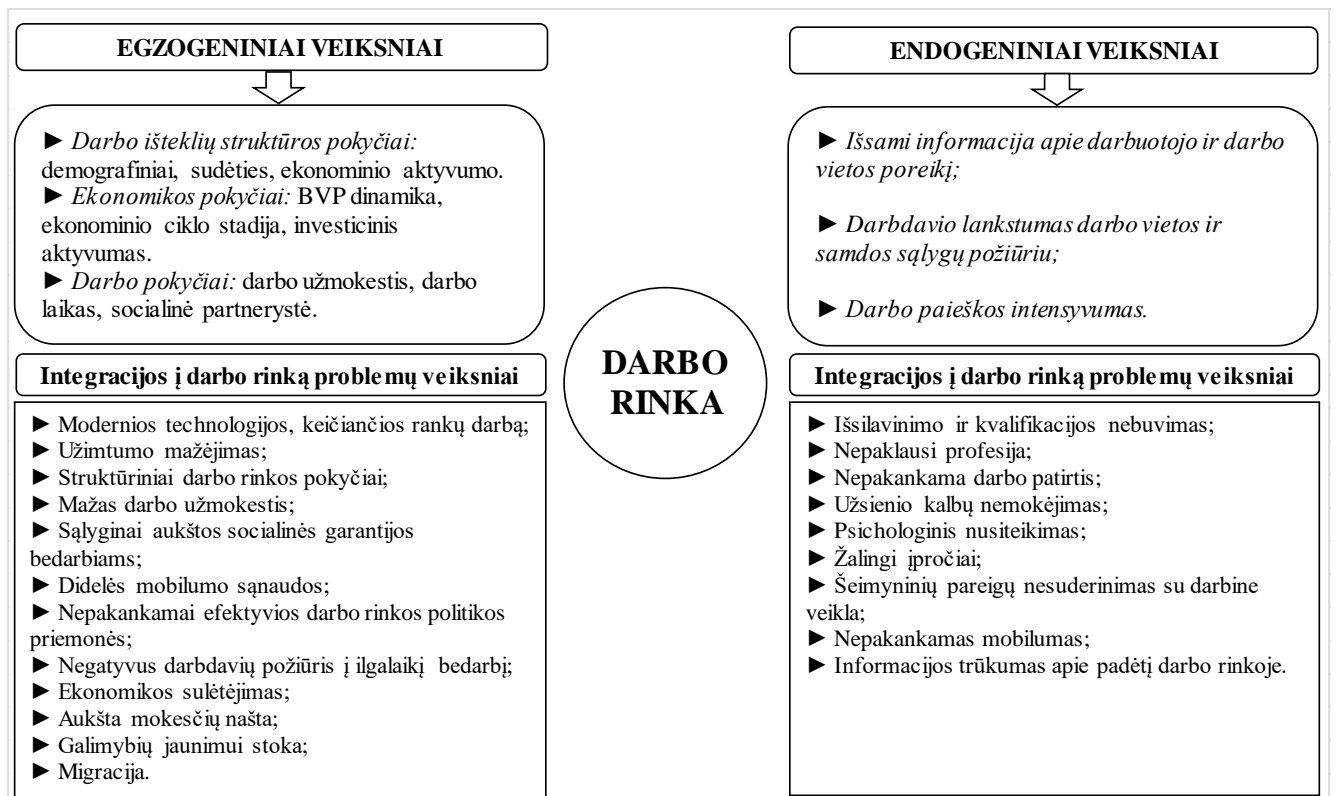 EGZOGENINIAI VEIKSNIAI
► Darbo išteklių struktūros pokyčiai:
demografiniai, sudėties, ekonominio aktyvumo.
► Ekonomikos pokyčiai: BVP dinamika,
ekonominio ciklo stadija, investicinis
aktyvumas.
► Darbo pokyčiai: darbo užmokestis, darbo
laikas, socialinė partnerystė.
Integracijos į darbo rinką problemų veiksniai
► Modernios technologijos, keičiančios rankų darbą;
► Užimtumo mažėjimas;
► Struktūriniai darbo rinkos pokyčiai;
► Mažas darbo užmokestis;
► Sąlyginai aukštos socialinės garantijos
bedarbiams;
► Didelės mobilumo sąnaudos;
► Nepakankamai efektyvios darbo rinkos politikos
priemonės;
► Negatyvus darbdavių požiūris į ilgalaikį bedarbį;
► Ekonomikos sulėtėjimas;
► Aukšta mokesčių našta;
► Galimybių jaunimui stoka;
► Migracija.
DARBO
RINKA
ENDOGENINIAI VEIKSNIAI
► Išsami informacija apie darbuotojo ir darbo
vietos poreikį;
► Darbdavio lankstumas darbo vietos ir
samdos sąlygų požiūriu;
► Darbo paieškos intensyvumas.
Integracijos į darbo rinką problemų veiksniai
► Išsilavinimo ir kvalifikacijos nebuvimas;
► Nepaklausi profesija;
► Nepakankama darbo patirtis;
► Užsienio kalbų nemokėjimas;
► Psichologinis nusiteikimas;
► Žalingi įpročiai;
► Šeimyninių pareigų nesuderinimas su darbine
veikla;
► Nepakankamas mobilumas;
► Informacijos trūkumas apie padėtį darbo rinkoje.